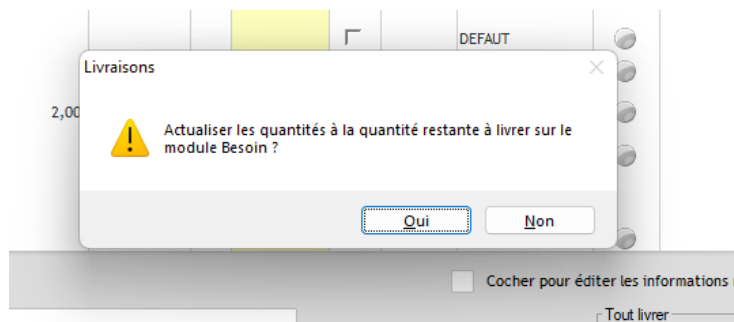 DEFAUT
Livraisons
2,00
Actualiser les quantités à la quantité restante à livrer sur le
module Besoin ?
Oui
Non
Cocher pour éditer les informations
Tout livrer